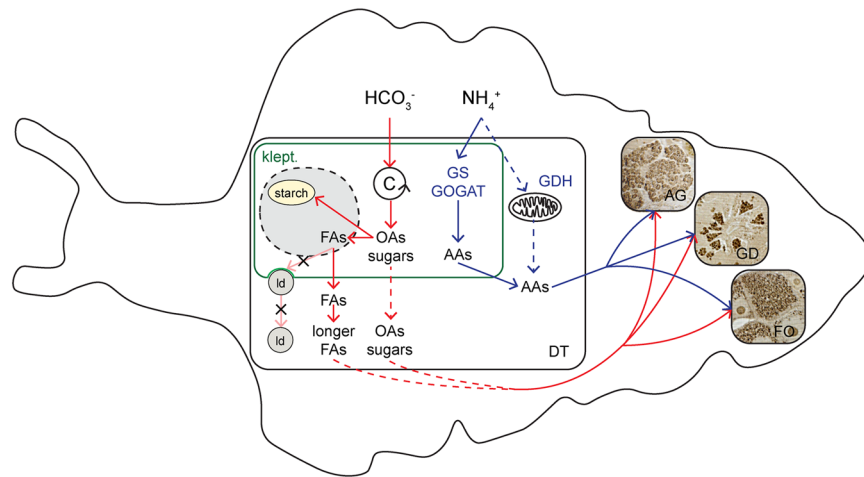 HCO₃⁻
NH₄⁺
klept.
GS
GOGAT
GDH
C
starch
FAs
OAs
sugars
AAs
AG
GD
FO
ld
FAs
AAs
longer
FAs
OAs
sugars
ld
DT